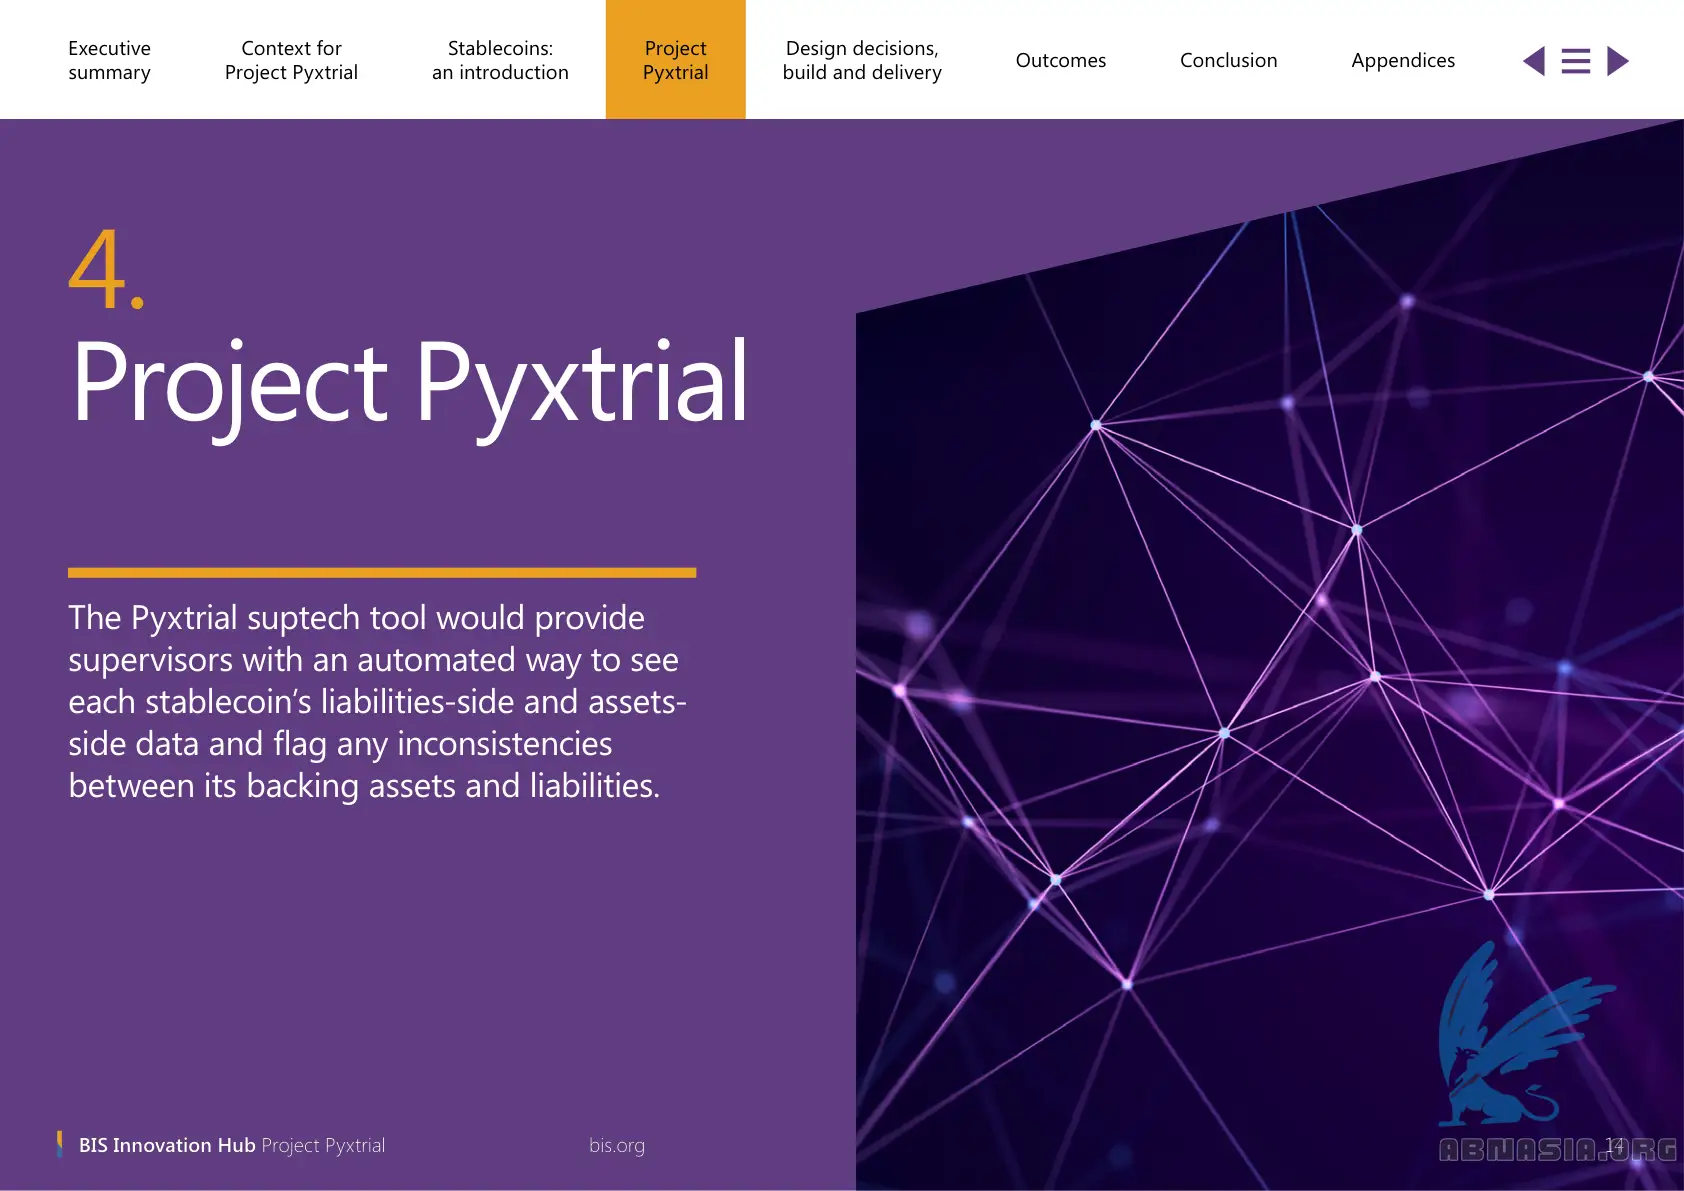 Executive
summary
Context for
Project Pyxtrial
Stablecoins:
an introduction
Project
Pyxtrial
Design decisions,
build and delivery
Outcomes
Conclusion
Appendices
4.
Project Pyxtrial
The Pyxtrial suptech tool would provide
supervisors with an automated way to see
each stablecoin’s liabilities-side and assets-
side data and flag any inconsistencies
between its backing assets and liabilities.
BIS Innovation Hub Project Pyxtrial
bis.org
14
ABNASIA.ORG